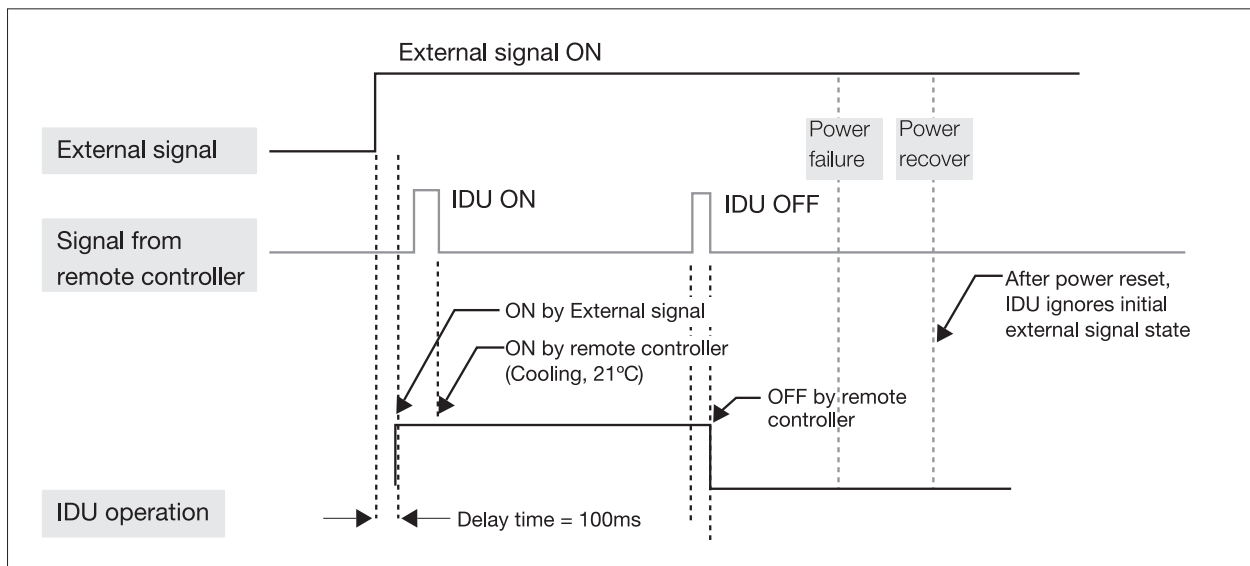 External signal ON
External signal
Power
failure
Power
recover
IDU ON
IDU OFF
Signal from
remote controller
After power reset,
IDU ignores initial
external signal state
ON by External signal
ON by remote controller
(Cooling, 21ºC)
OFF by remote
controller
IDU operation
Delay time = 100ms